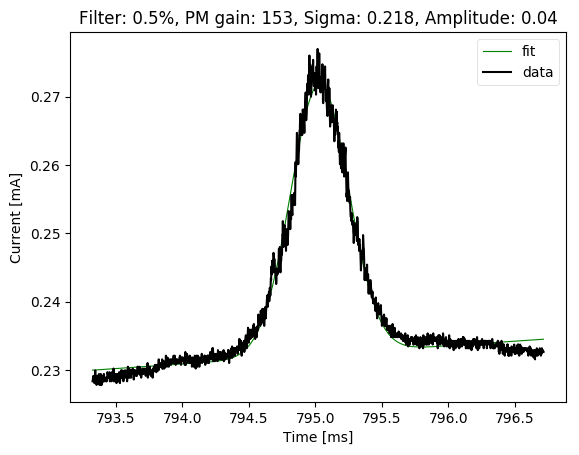 Filter: 0.5%, PM gain: 153, Sigma: 0.218, Amplitude: 0.04
fit
data
0.27
0.26
0.25
0.24
0.23
Current [mA]
793.5 794.0 794.5 795.0 795.5 796.0 796.5
Time [ms]